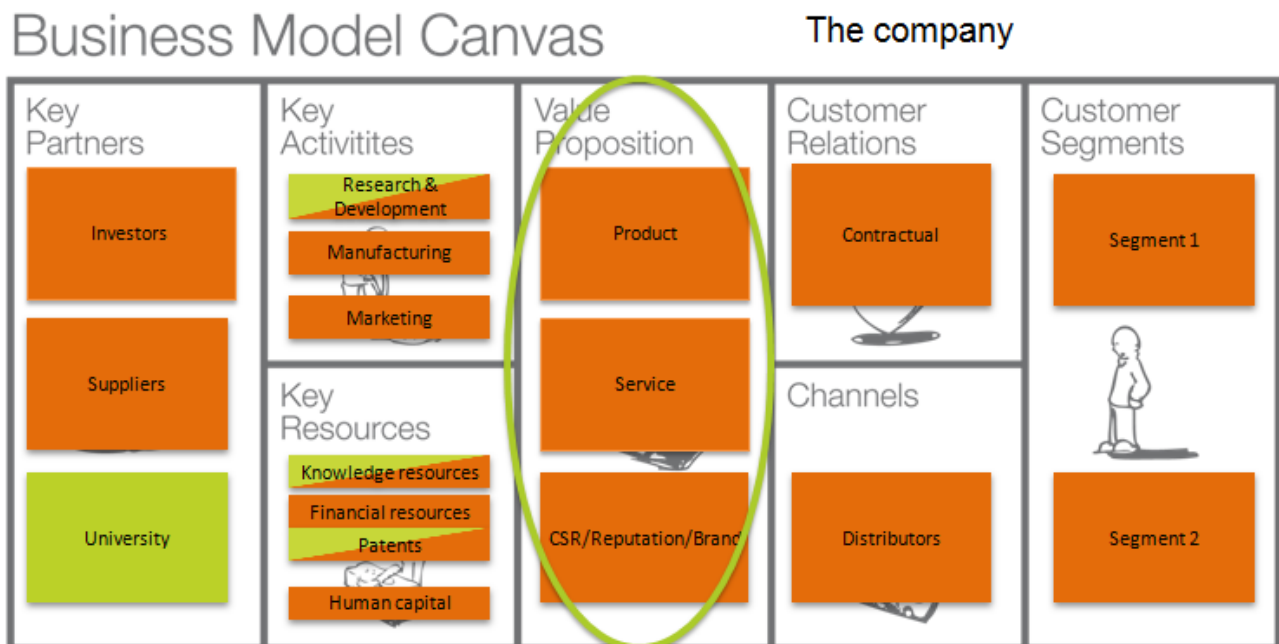 Business Model Canvas
The company
Key
Partners
Investors
Suppliers
University
Key
Activitites
Research &
Development
Manufacturing
Marketing
Key
Resources
Knowledge resources
Financial resources
Patents
Human capital
Value
Proposition
Product
Service
CSR/Reputation/Brand
Customer
Relations
Contractual
Channels
Distributors
Customer
Segments
Segment 1
Segment 2